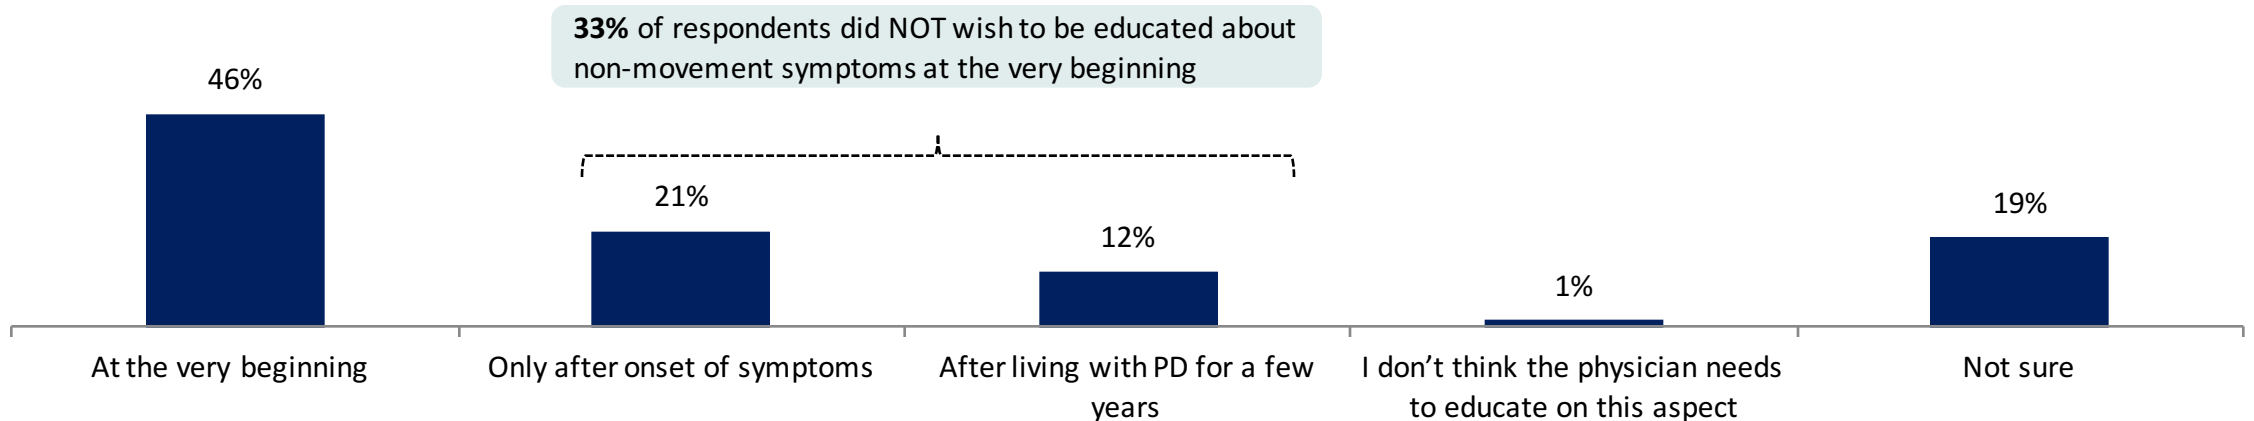 33% of respondents did NOT wish to be educated about
non-movement symptoms at the very beginning
46%
21%
12%
1%
19%
At the very beginning
Only after onset of symptoms
After living with PD for a few
years
I don’t think the physician needs
to educate on this aspect
Not sure